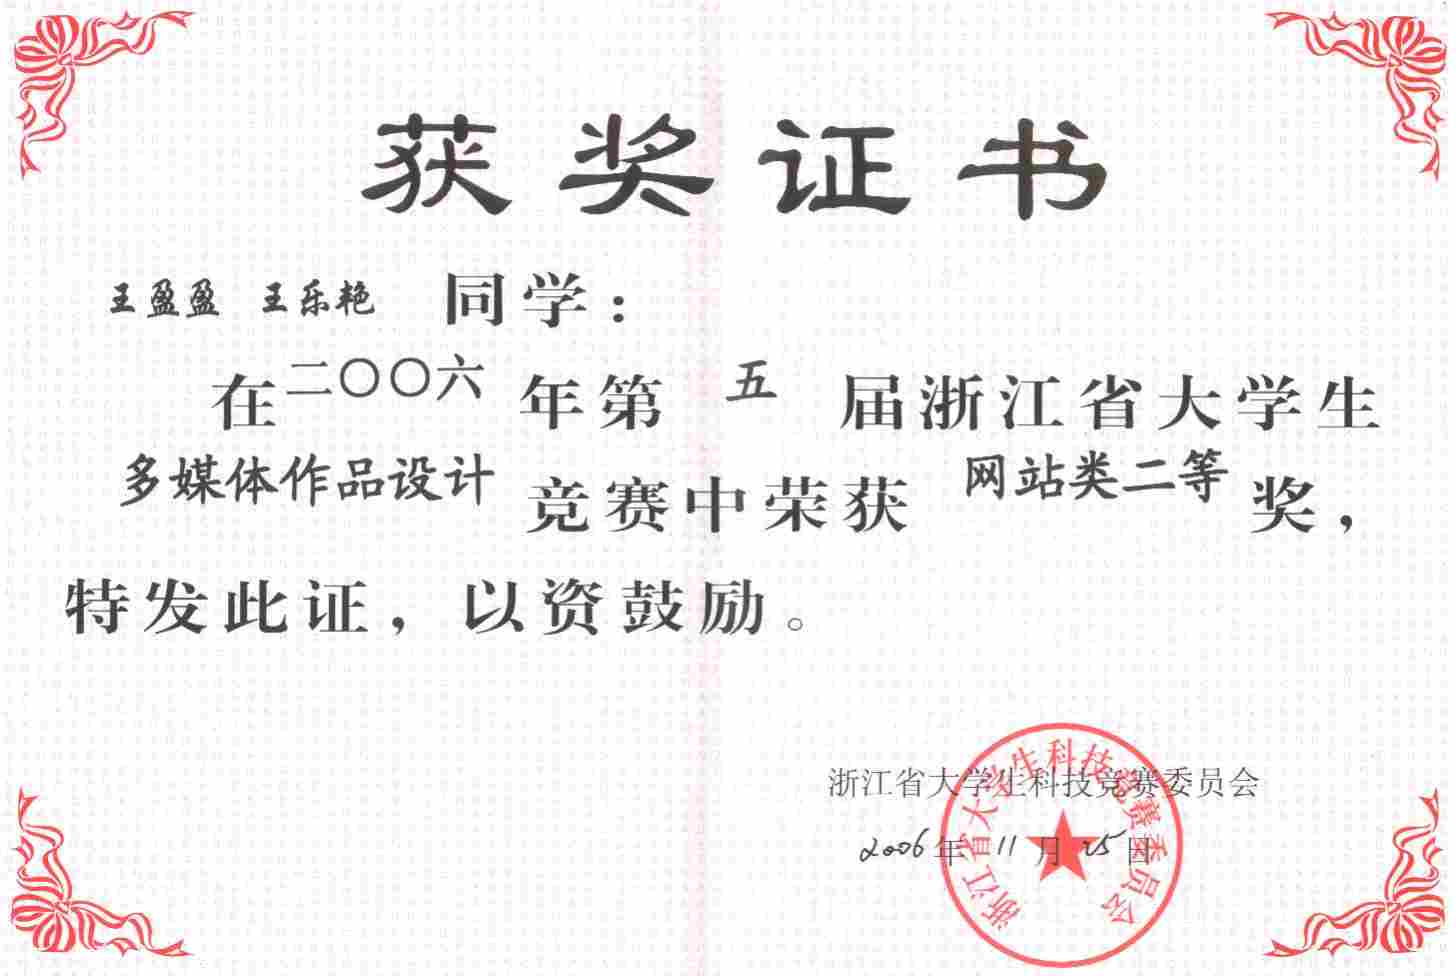 获奖证书
王盈盈 王乐艳 同学：
在二〇〇六年第五届浙江省大学生
多媒体作品设计竞赛中荣获网站类二等奖，
特发此证，以资鼓励。
浙江省大学生科技竞赛委员会
2006年11月25日
浙江省大学生科技竞赛委员会